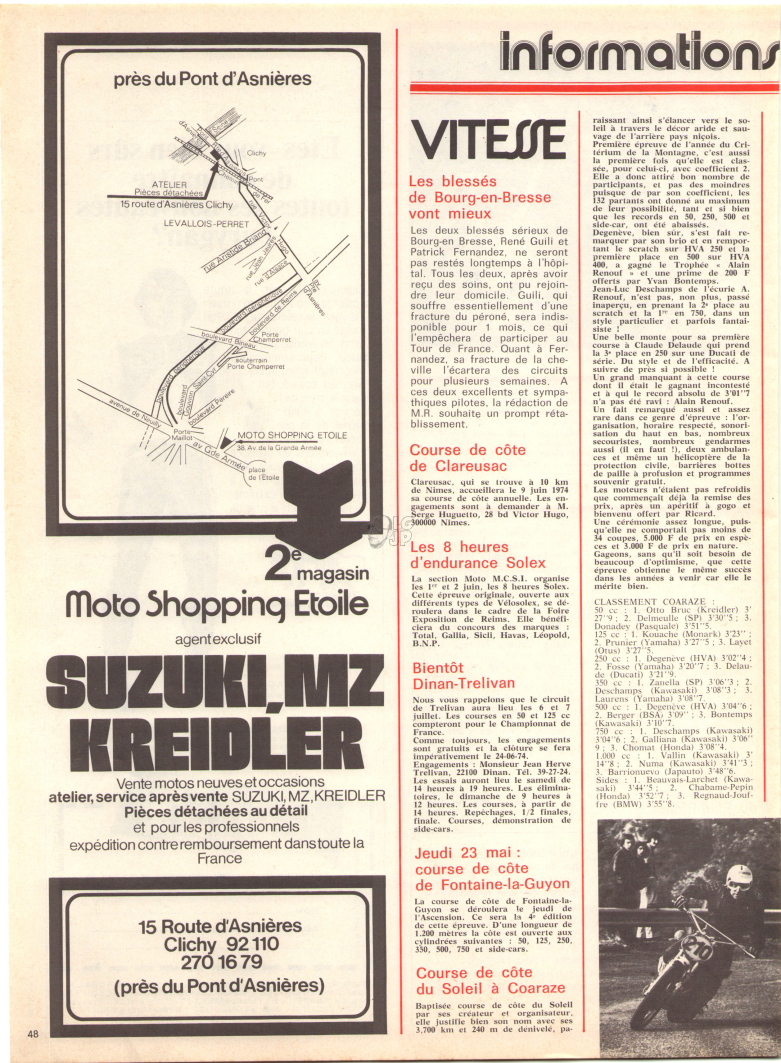 près du Pont d'Asnières
Clichy
Pont
ATELIER
Pièces détachées
15 route d'Asnières Clichy
LEVALLOIS-PERRET
rue Aristide Briand
Victor Hugo
rue Jean Jaurès
rue d'Alsace
av. d'Asnières
boulevard périphérique
boulevard de Reims
boulevard Bineau
Porte
Champerret
souterrain
Porte Champerret
boulevard périphérique
boulevard Gouvion Saint Cyr
boulevard Pereire
avenue de Neuilly
Porte
Maillot
av. Gde Armée
MOTO SHOPPING ETOILE
38. Av. de la Grande Armée
place
de l'Etoile
2e
magasin
Moto Shopping Etoile
agent exclusif
SUZUKI, MZ
KREIDLER
Vente motos neuves et occasions
atelier, service après vente SUZUKI, MZ, KREIDLER
Pièces détachées au détail
et pour les professionnels
expédition contre remboursement dans toute la
France
15 Route d'Asnières
Clichy 92 110
270 16 79
(près du Pont d'Asnières)
48
informations
VITESSE
Les blessés
de Bourg-en-Bresse
vont mieux
Les deux blessés sérieux de
Bourg-en Bresse, René Guili et
Patrick Fernandez, ne seront
pas restés longtemps à l'hôpi-
tal. Tous les deux, après avoir
reçu des soins, ont pu rejoin-
dre leur domicile. Guili, qui
souffre essentiellement d'une
fracture du péroné, sera indis-
ponible pour 1 mois, ce qui
l'empêchera de participer au
Tour de France. Quant à Fer-
nandez, sa fracture de la che-
ville l'écartera des circuits
pour plusieurs semaines. A
ces deux excellents et sympa-
thiques pilotes, la rédaction de
M.R. souhaite un prompt réta-
blissement.
Course de côte
de Clareusac
Clareusac, qui se trouve à 10 km
de Nîmes, accueillera le 9 juin 1974
sa course de côte annuelle. Les en-
gagements sont à demander à M.
Serge Huguetto, 28 bd Victor Hugo,
300000 Nîmes.
Les 8 heures
d'endurance Solex
La section Moto M.C.S.I. organise
les 1er et 2 juin, les 8 heures Solex.
Cette épreuve originale, ouverte aux
différents types de Vélosolex, se dé-
roulera dans le cadre de la Foire
Exposition de Reims. Elle bénéfi-
ciera du concours des marques :
Total, Gallia, Sicli, Havas, Léopold,
B.N.P.
Bientôt
Dinan-Trelivan
Nous vous rappelons que le circuit
de Trelivan aura lieu les 6 et 7
juillet. Les courses en 50 et 125 cc
compteront pour le Championnat de
France.
Comme toujours, les engagements
sont gratuits et la clôture se fera
impérativement le 24-06-74.
Engagements : Monsieur Jean Herve
Trelivan, 22100 Dinan. Tél. 39-27-24.
Les essais auront lieu le samedi de
14 heures à 19 heures. Les élimina-
toires, le dimanche de 9 heures à
12 heures. Les courses, à partir de
14 heures. Repêchages, 1/2 finales,
finale. Courses, démonstration de
side-cars.
Jeudi 23 mai :
course de côte
de Fontaine-la-Guyon
La course de côte de Fontaine-la-
Guyon se déroulera le jeudi de
l'Ascension. Ce sera la 4e édition
de cette épreuve. D'une longueur de
1.200 mètres la côte est ouverte aux
cylindrées suivantes : 50, 125, 250,
350, 500, 750 et side-cars.
Course de côte
du Soleil à Coaraze
Baptisée course de côte du Soleil
par ses créateur et organisateur,
elle justifie bien son nom avec ses
3,700 km et 240 m de dénivelé, pa-
raissant ainsi s'élancer vers le so-
leil à travers le décor aride et sau-
vage de l'arrière pays niçois.
Première épreuve de l'année du Cri-
térium de la Montagne, c'est aussi
la première fois qu'elle est clas-
sée, pour celui-ci, avec coefficient 2.
Elle a donc attiré bon nombre de
participants, et pas des moindres
puisque de par son coefficient, les
132 partants ont donné au maximum
de leur possibilité, tant et si bien
que les records en 50, 250, 500 et
side-car, ont été abaissés.
Degenève, bien sûr, s'est fait re-
marquer par son brio et en rempor-
tant le scratch sur HVA 250 et la
première place en 500 sur HVA
400, a gagné le Trophée « Alain
Renouf » et une prime de 200 F
offerts par Yvan Bontemps.
Jean-Luc Deschamps de l'écurie A.
Renouf, n'est pas, non plus, passé
inaperçu, en prenant la 2e place au
scratch et la 1re en 750, dans un
style particulier et parfois fantai-
siste !
Une belle monte pour sa première
course à Claude Delaude qui prend
la 3e place en 250 sur une Ducati de
série. Du style et de l'efficacité. A
suivre de près si possible !
Un grand manquant à cette course
dont il était le gagnant incontesté
et à qui le record absolu de 3'01"7
n'a pas été ravi : Alain Renouf.
Un fait remarqué aussi et assez
rare dans ce genre d'épreuve : l'or-
ganisation, horaire respecté, sonori-
sation du haut en bas, nombreux
secouristes, nombreux gendarmes
aussi (il en faut !), deux ambulan-
ces et même un hélicoptère de la
protection civile, barrières bottes
de paille à profusion et programmes
souvenir gratuit.
Les moteurs n'étaient pas refroidis
que commençait déjà la remise des
prix, après un apéritif à gogo et
bienvenu offert par Ricard.
Une cérémonie assez longue, puis-
qu'elle ne comportait pas moins de
34 coupes, 5.000 F de prix en espè-
ces et 3.000 F de prix en nature.
Gageons, sans qu'il soit besoin de
beaucoup d'optimisme, que cette
épreuve obtienne le même succès
dans les années à venir car elle le
mérite bien.
CLASSEMENT COARAZE :
50 cc : 1. Otto Bruc (Kreidler) 3'
27"9 ; 2. Delmeulle (SP) 3'30"5 ; 3.
Donadey (Pasquale) 3'51"5.
125 cc : 1. Kouache (Monark) 3'23" ;
2. Prunier (Yamaha) 3'27"5 ; 3. Layet
(Otus) 3'27"5.
250 cc : 1. Degenève (HVA) 3'02"4 ;
2. Fosse (Yamaha) 3'20"7 ; 3. Delau-
de (Ducati) 3'21"9.
350 cc : 1. Zanella (SP) 3'06"3 ; 2.
Deschamps (Kawasaki) 3'08"3 ; 3.
Laurens (Yamaha) 3'08"7.
500 cc : 1. Degenève (HVA) 3'04"6 ;
2. Berger (BSA) 3'09" ; 3. Bontemps
(Kawasaki) 3'10"7.
750 cc : 1. Deschamps (Kawasaki)
3'04"6 ; 2. Galliana (Kawasaki) 3'06"
9 ; 3. Chomat (Honda) 3'08"4.
1.000 cc : 1. Vallin (Kawasaki) 3'
14"8 ; 2. Numa (Kawasaki) 3'41"3 ;
3. Barrionuevo (Japauto) 3'48"6.
Sides : 1. Beauvais-Larchet (Kawa-
saki) 3'44"5 ; 2. Chabame-Pepin
(Honda) 3'52"7 ; 3. Regnaud-Jouf-
fre (BMW) 3'55"8.
210